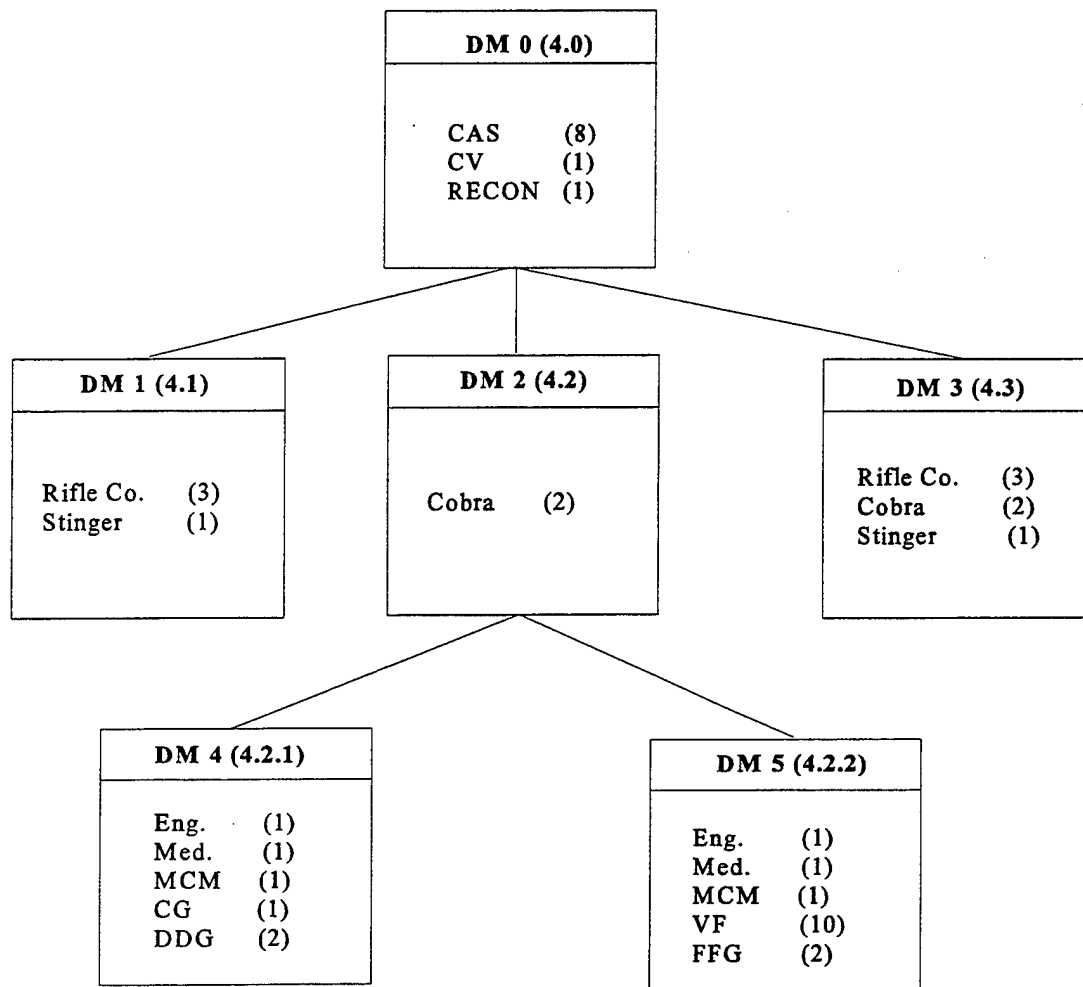 DM 0 (4.0)
CAS (8)
CV (1)
RECON (1)
DM 1 (4.1)
Rifle Co. (3)
Stinger (1)
DM 2 (4.2)
Cobra (2)
DM 3 (4.3)
Rifle Co. (3)
Cobra (2)
Stinger (1)
DM 4 (4.2.1)
Eng. (1)
Med. (1)
MCM (1)
CG (1)
DDG (2)
DM 5 (4.2.2)
Eng. (1)
Med. (1)
MCM (1)
VF (10)
FFG (2)